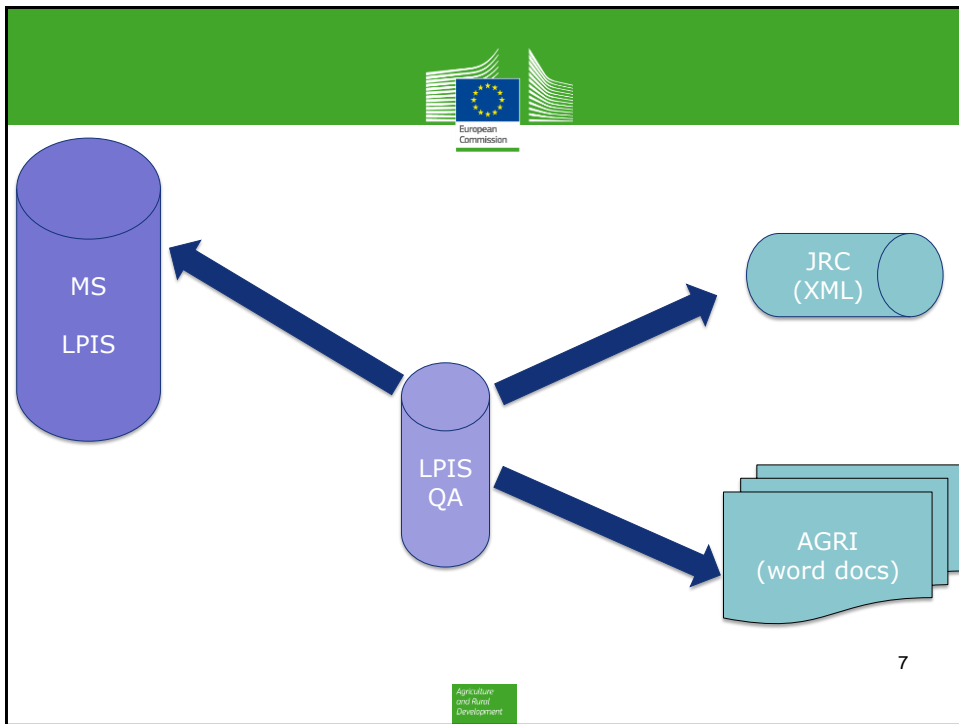 European
Commission
MS
LPIS
JRC
(XML)
LPIS
QA
AGRI
(word docs)
7
Agriculture
and Rural
Development